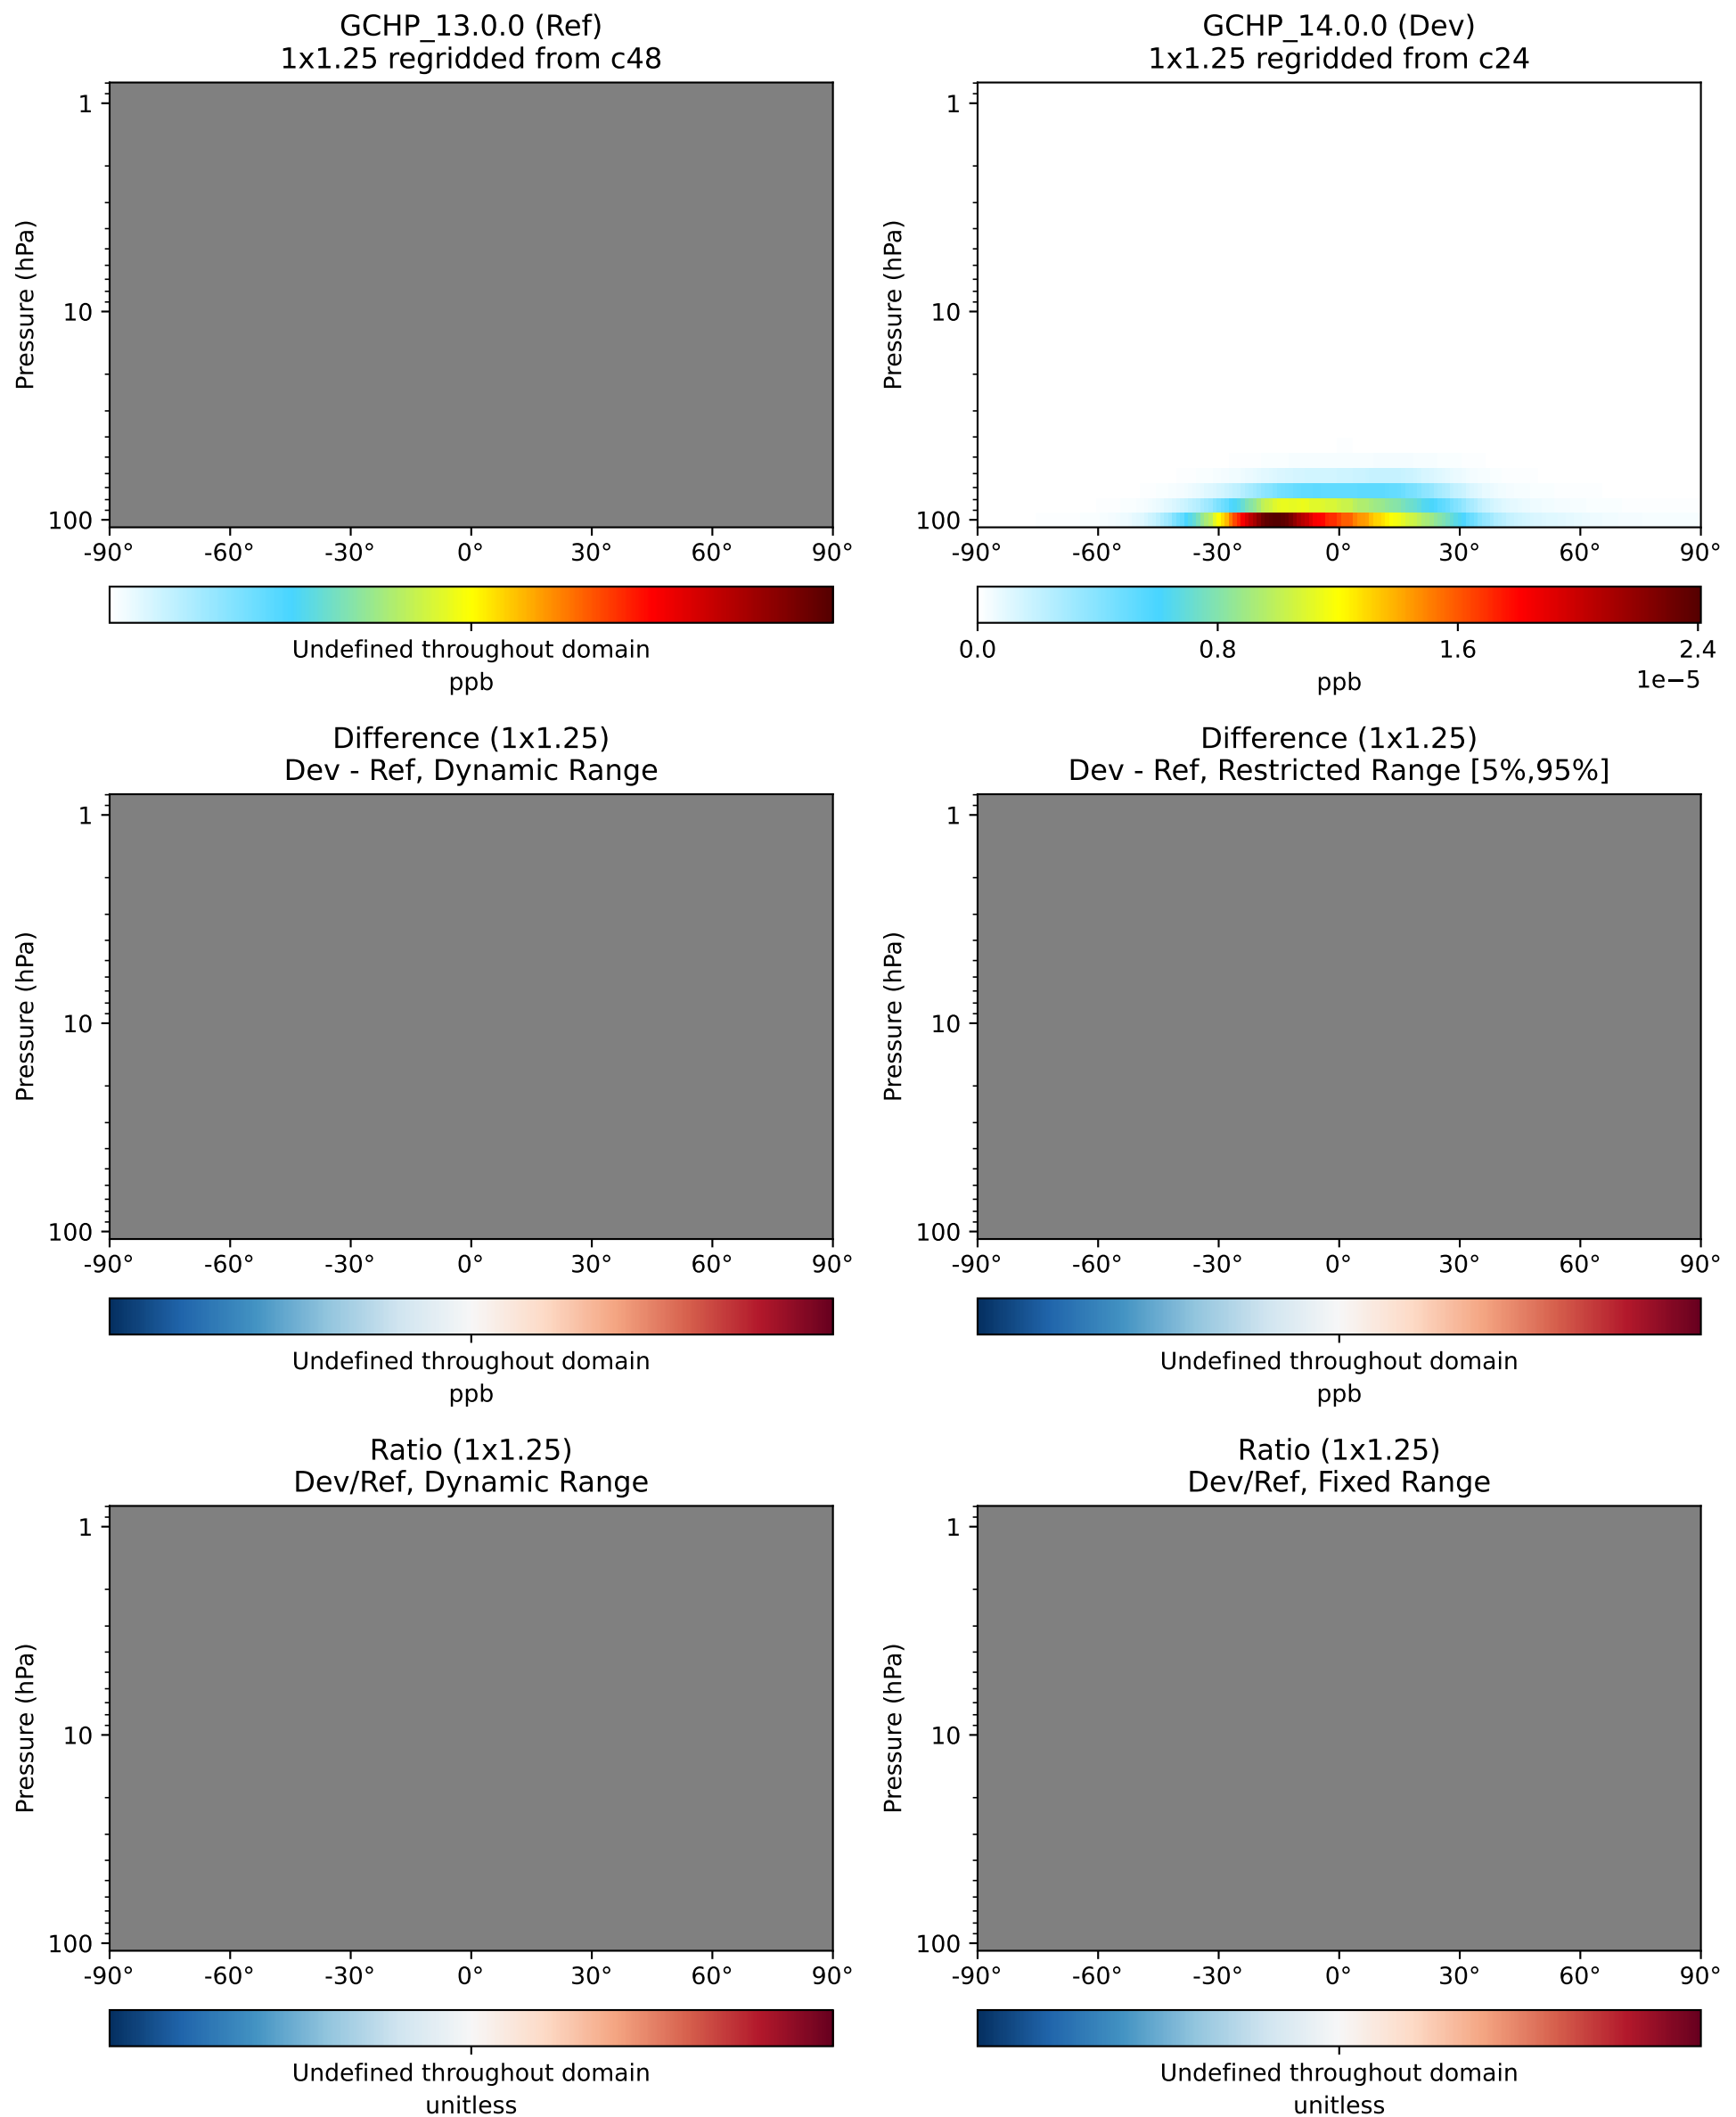 GCHP_13.0.0 (Ref)
1x1.25 regridded from c48
Pressure (hPa)
1
10
100
-90° -60° -30° 0° 30° 60° 90°
Undefined throughout domain
ppb
GCHP_14.0.0 (Dev)
1x1.25 regridded from c24
Pressure (hPa)
1
10
100
-90° -60° -30° 0° 30° 60° 90°
0.0 0.8 1.6 2.4
ppb
1e−5
Difference (1x1.25)
Dev - Ref, Dynamic Range
Pressure (hPa)
1
10
100
-90° -60° -30° 0° 30° 60° 90°
Undefined throughout domain
ppb
Difference (1x1.25)
Dev - Ref, Restricted Range [5%,95%]
Pressure (hPa)
1
10
100
-90° -60° -30° 0° 30° 60° 90°
Undefined throughout domain
ppb
Ratio (1x1.25)
Dev/Ref, Dynamic Range
Pressure (hPa)
1
10
100
-90° -60° -30° 0° 30° 60° 90°
Undefined throughout domain
unitless
Ratio (1x1.25)
Dev/Ref, Fixed Range
Pressure (hPa)
1
10
100
-90° -60° -30° 0° 30° 60° 90°
Undefined throughout domain
unitless